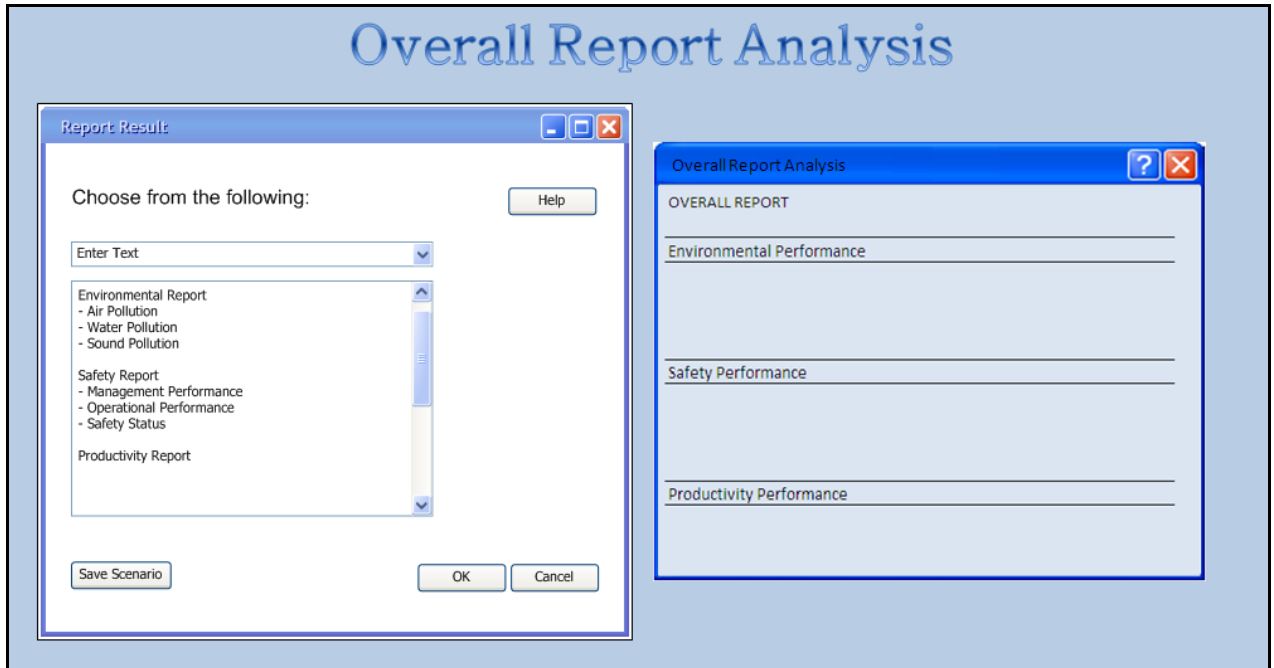 Overall Report Analysis
Report Result
Choose from the following:
Help
Enter Text
Environmental Report
- Air Pollution
- Water Pollution
- Sound Pollution
Safety Report
- Management Performance
- Operational Performance
- Safety Status
Productivity Report
Save Scenario
OK
Cancel
Overall Report Analysis
?
OVERALL REPORT
Environmental Performance
Safety Performance
Productivity Performance